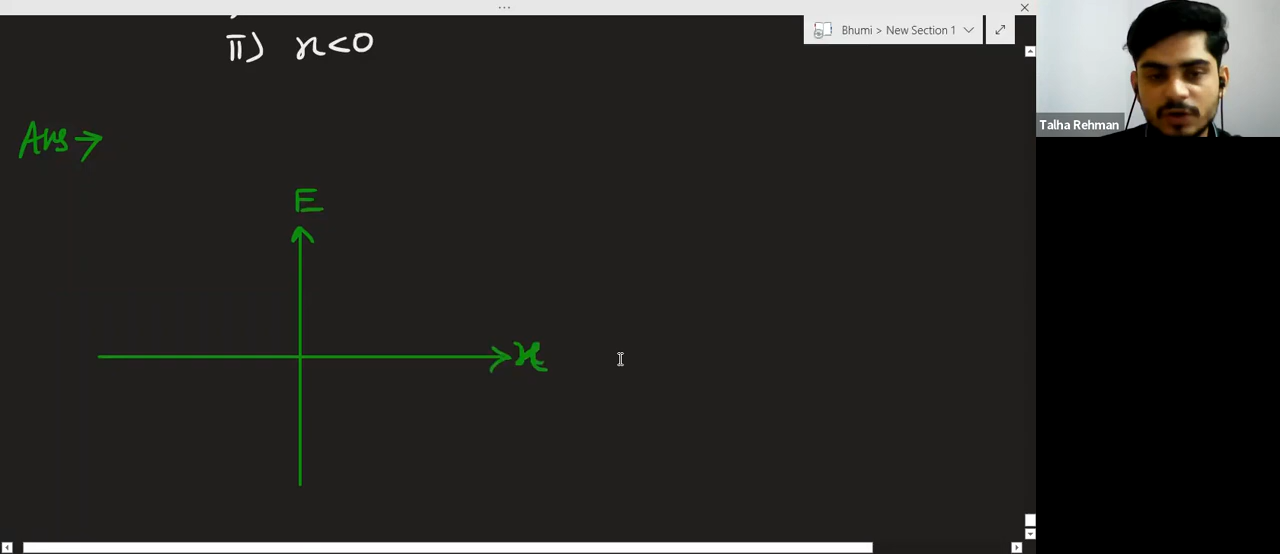 ...
Bhumi > New Section 1
II) x<0
Talha Rehman
Ans →
E
x